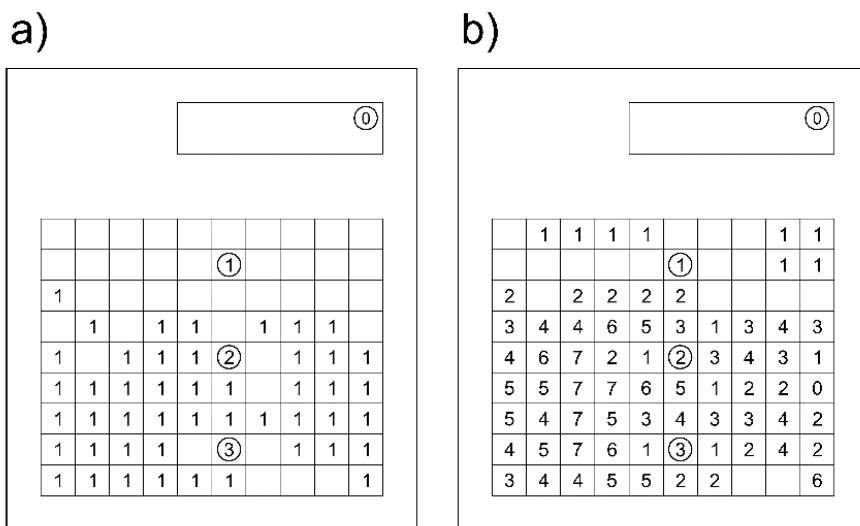 a) b)
0 0
1 1 1 1 1 1
1 1 1 1
1 2 2 2 2 2
1 1 1 1 1 1 3 4 4 6 5 3 1 3 4 3
1 1 1 1 2 1 1 1 4 6 7 2 1 2 3 4 3 1
1 1 1 1 1 1 1 1 1 5 5 7 7 6 5 1 2 2 0
1 1 1 1 1 1 1 1 1 1 5 4 7 5 3 4 3 3 4 2
1 1 1 1 3 1 1 1 4 5 7 6 1 3 1 2 4 2
1 1 1 1 1 1 1 3 4 4 5 5 2 2 6